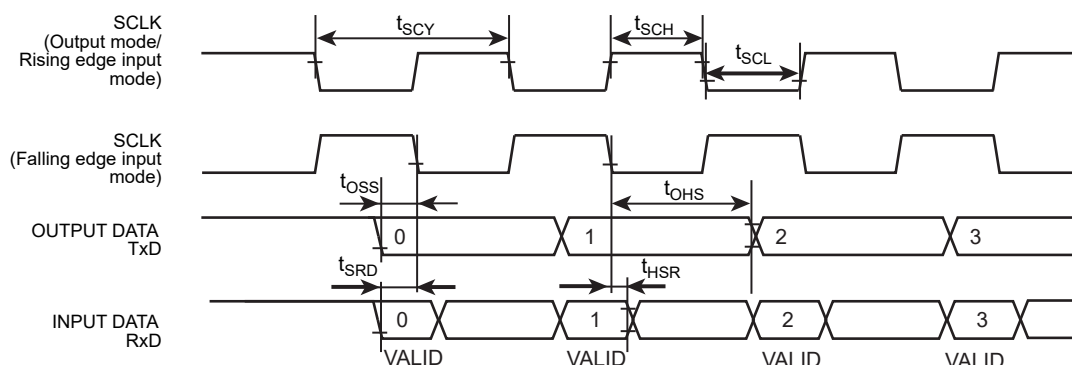 SCLK
(Output mode/
Rising edge input
mode)
tSCY
tSCH
tSCL
SCLK
(Falling edge input
mode)
tOSS
tOHS
OUTPUT DATA
TxD
0
1
2
3
tSRD
tHSR
INPUT DATA
RxD
0
1
2
3
VALID
VALID
VALID
VALID